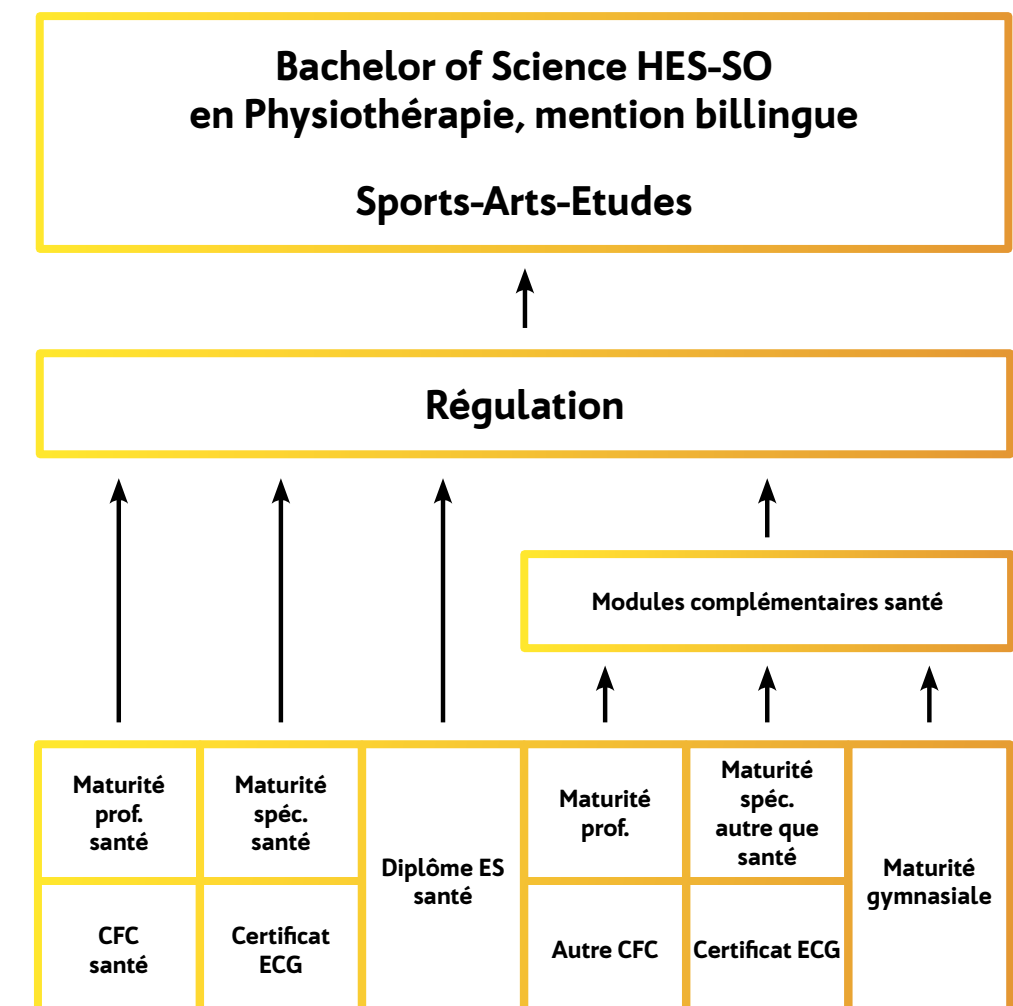 Bachelor of Science HES-SO
en Physiothérapie, mention billingue
Sports-Arts-Etudes
Régulation
Modules complémentaires santé
Maturité
prof.
santé
Maturité
spéc.
santé
Diplôme ES
santé
Maturité
prof.
Maturité
spéc.
autre que
santé
Maturité
gymnasiale
CFC
santé
Certificat
ECG
Autre CFC
Certificat ECG